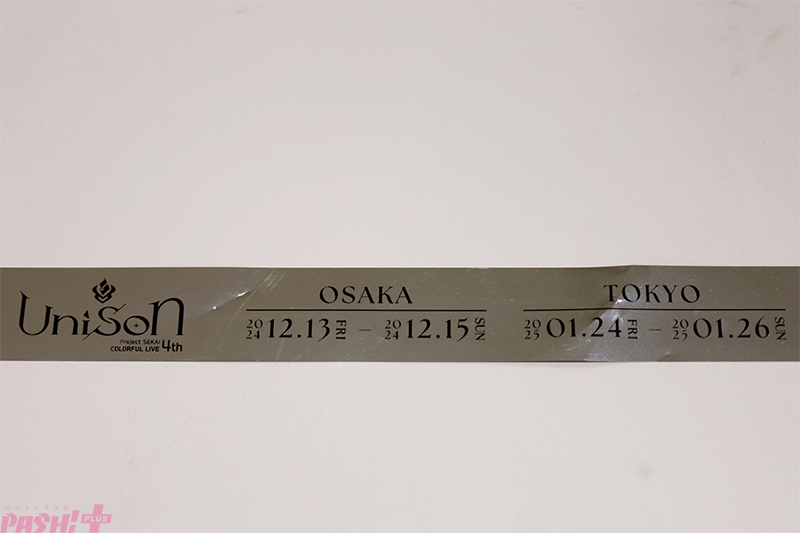 UniSoN
Project SEKAI
COLORFUL LIVE 4th
OSAKA
2024 12.13 FRI – 2024 12.15 SUN
TOKYO
2025 01.24 FRI – 2025 01.26 SUN
PASH! PLUS